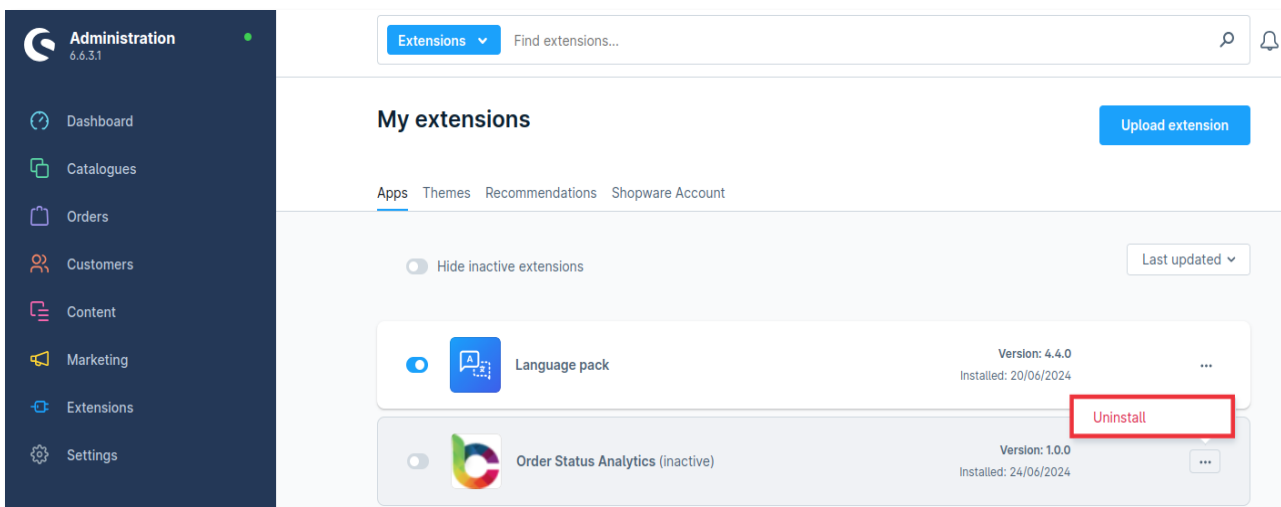 Administration
6.6.3.1
Dashboard
Catalogues
Orders
Customers
Content
Marketing
Extensions
Settings
Extensions
Find extensions...
My extensions
Upload extension
Apps Themes Recommendations Shopware Account
Hide inactive extensions
Last updated
Language pack
Version: 4.4.0
Installed: 20/06/2024
Uninstall
Order Status Analytics (inactive)
Version: 1.0.0
Installed: 24/06/2024